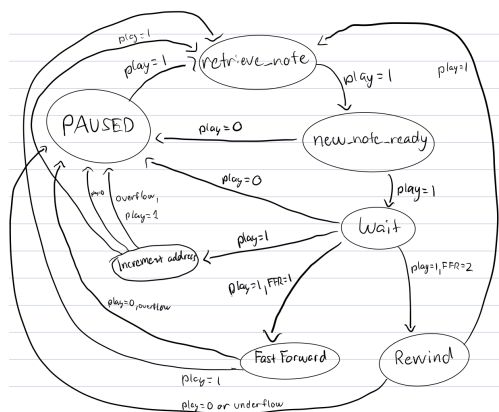 play=1
play=1
play=1
retrieve_note
play=1
play=1
PAUSED
play=0
new_note_ready
play=0
play=1
play=0
overflow,
play=1
Wait
play=1
Increment address
play=1, FFR=1
play=1, FFR=2
play=0, overflow
Fast Forward
Rewind
play=1
play=0 or underflow